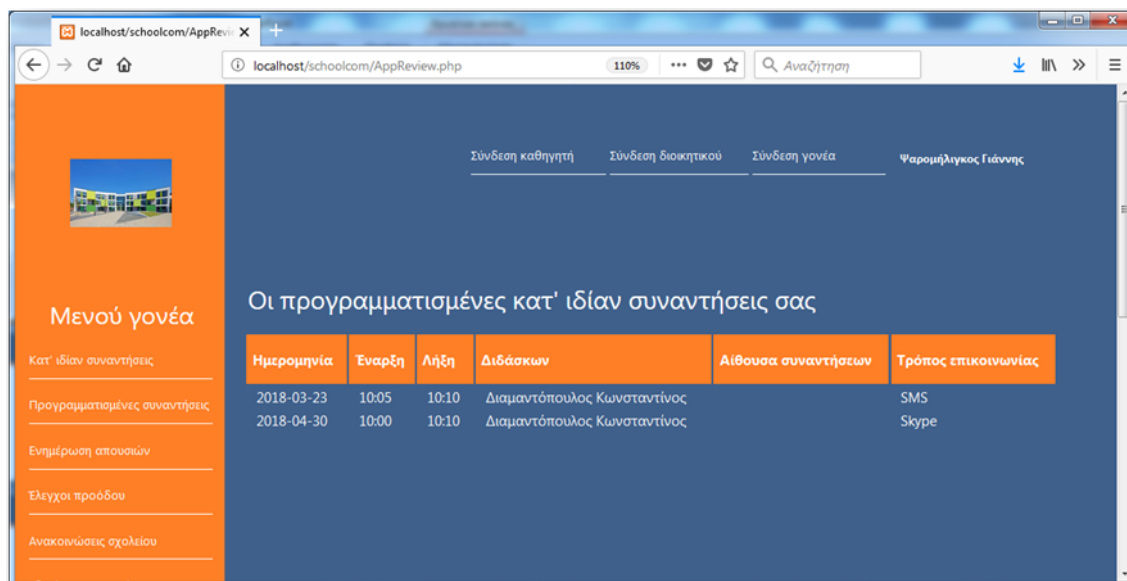 localhost/schoolcom/AppRevi
localhost/schoolcom/AppReview.php
110%
Αναζήτηση
Σύνδεση καθηγητή
Σύνδεση διοικητικού
Σύνδεση γονέα
Ψαρομήλιγκος Γιάννης
Μενού γονέα
Κατ' ιδίαν συναντήσεις
Προγραμματισμένες συναντήσεις
Ενημέρωση απουσιών
Έλεγχοι προόδου
Ανακοινώσεις σχολείου
Οι προγραμματισμένες κατ' ιδίαν συναντήσεις σας
Ημερομηνία Έναρξη Λήξη Διδάσκων Αίθουσα συναντήσεων Τρόπος επικοινωνίας
2018-03-23 10:05 10:10 Διαμαντόπουλος Κωνσταντίνος SMS
2018-04-30 10:00 10:10 Διαμαντόπουλος Κωνσταντίνος Skype